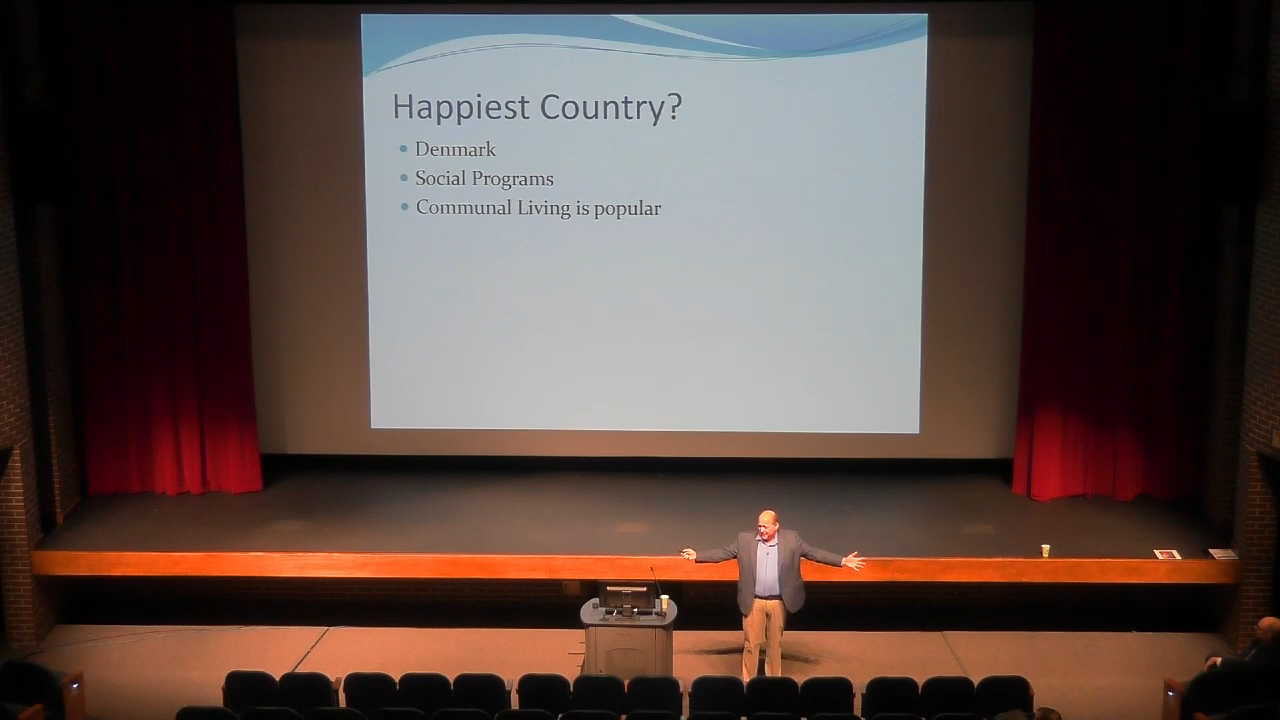 Happiest Country?
Denmark
Social Programs
Communal Living is popular